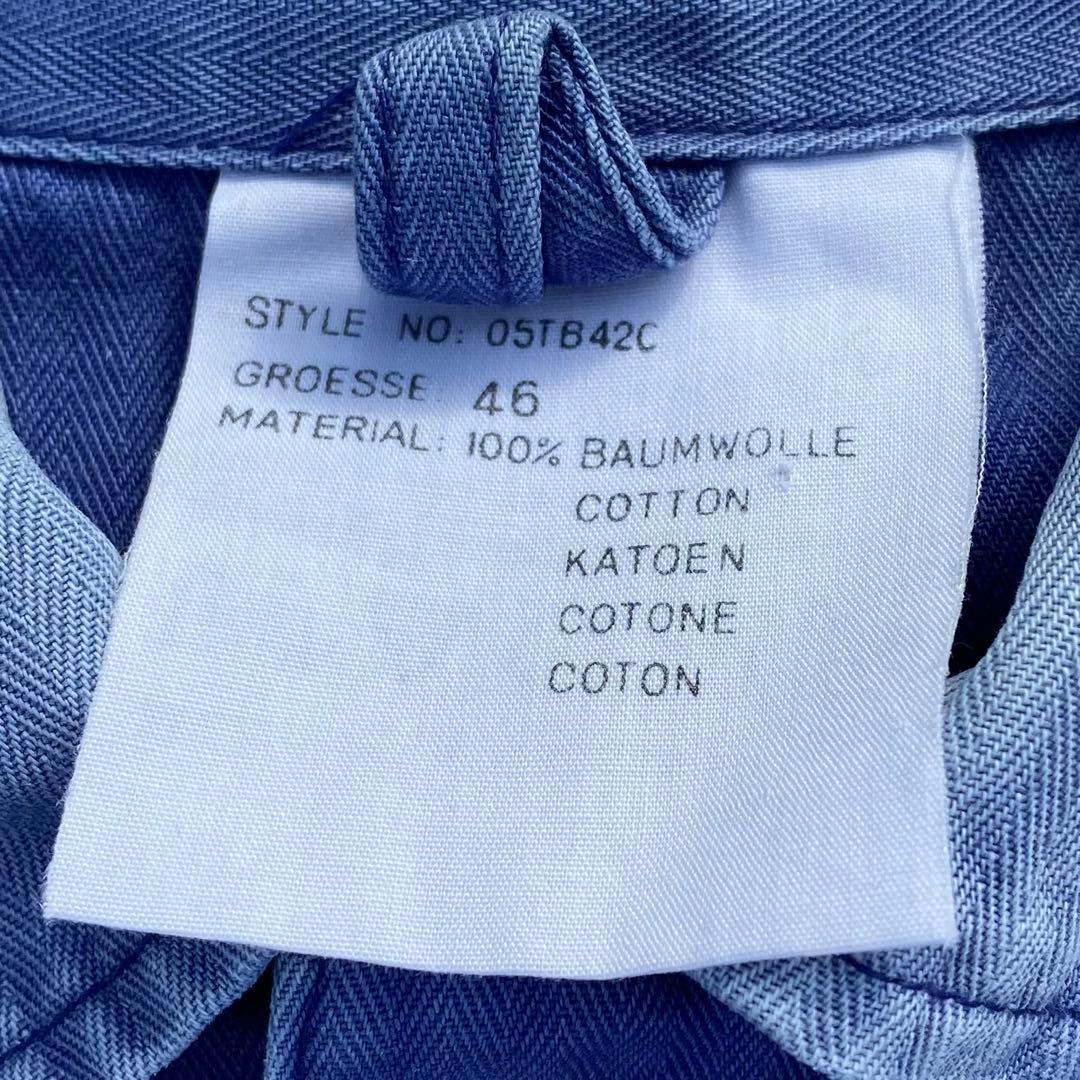 STYLE NO: 05TB42C
GROESSE 46
MATERIAL: 100% BAUMWOLLE
COTTON
KATOEN
COTONE
COTON